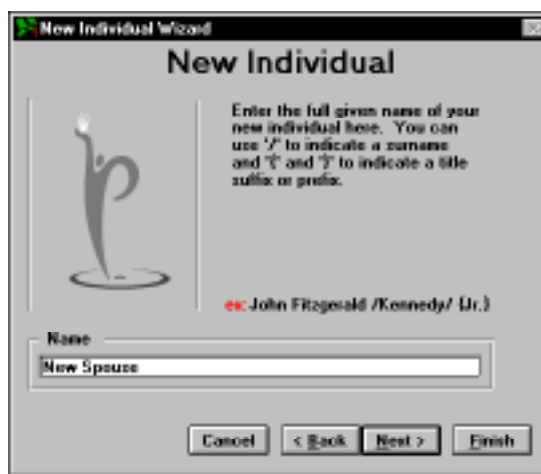 New Individual Wizard
New Individual
Enter the full given name of your
new individual here. You can
use '/' to indicate a surname
and '{' and '}' to indicate a title
suffix or prefix.
ex: John Fitzgerald /Kennedy/ {Jr.}
Name
New Spouse
Cancel
< Back
Next >
Finish